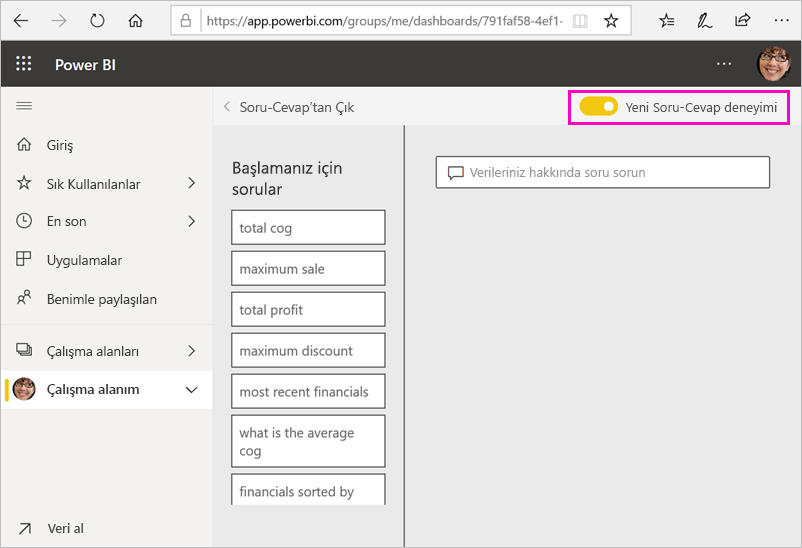 https://app.powerbi.com/groups/me/dashboards/791faf58-4ef1-
Power BI
Soru-Cevap'tan Çık
Yeni Soru-Cevap deneyimi
Giriş
Sık Kullanılanlar
En son
Uygulamalar
Benimle paylaşılan
Çalışma alanları
Çalışma alanım
Veri al
Başlamanız için
sorular
total cog
maximum sale
total profit
maximum discount
most recent financials
what is the average
cog
financials sorted by
Verileriniz hakkında soru sorun